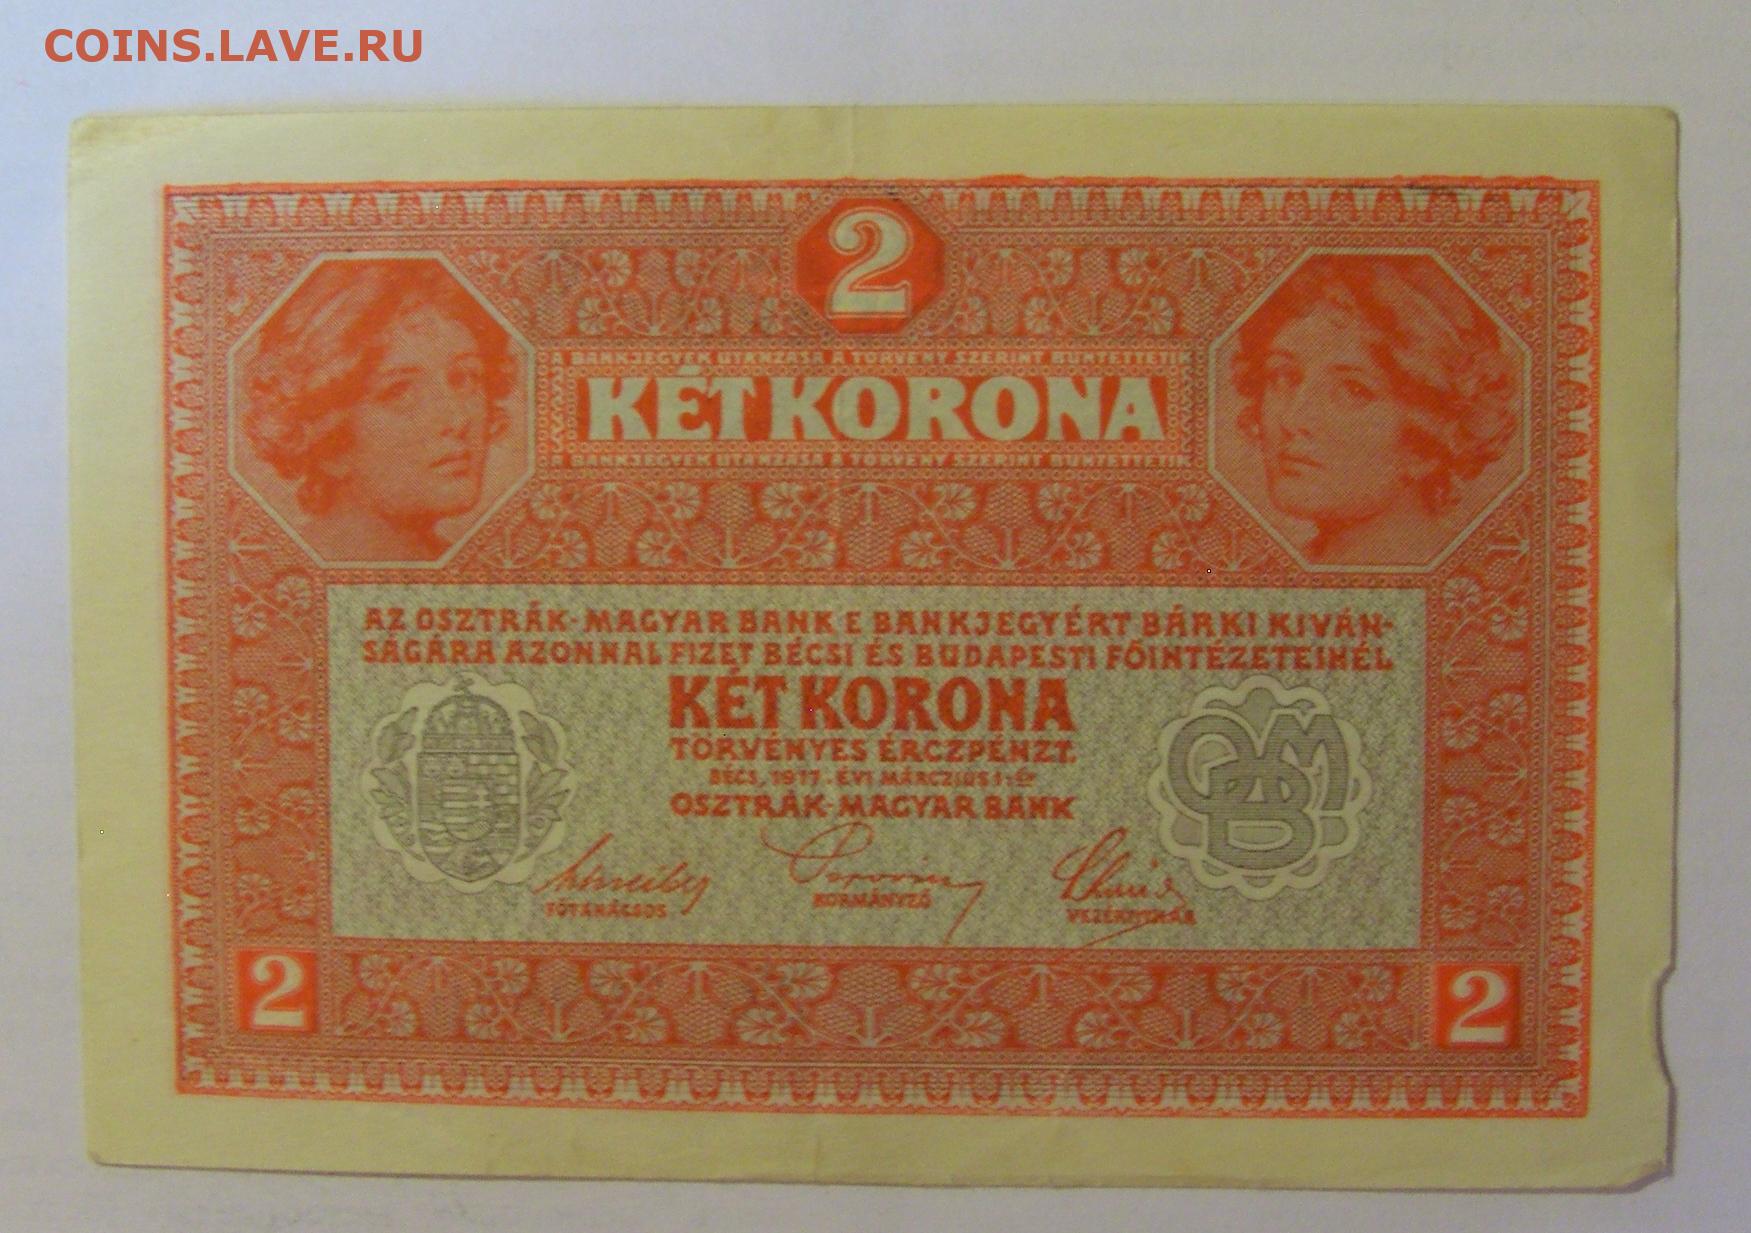 COINS.LAVE.RU
2
A BANKJEGYEK UTÁNZÁSA A TÖRVÉNY SZERINT BÜNTETTETIK
KÉT KORONA
A BANKJEGYEK UTÁNZÁSA A TÖRVÉNY SZERINT BÜNTETTETIK
AZ OSZTRÁK-MAGYAR BANK E BANKJEGYÉRT BÁRKI KIVÁN-
SÁGÁRA AZONNAL FIZET BÉCSI ÉS BUDAPESTI FŐINTÉZETEINÉL
KÉT KORONA
TÖRVÉNYES ÉRCZPÉNZT.
BÉCS, 1917. ÉVI MÁRCZIUS 1-ÉN
OSZTRÁK-MAGYAR BANK
FŐTANÁCSOS KORMÁNYZÓ VEZÉRTITKÁR
2 2